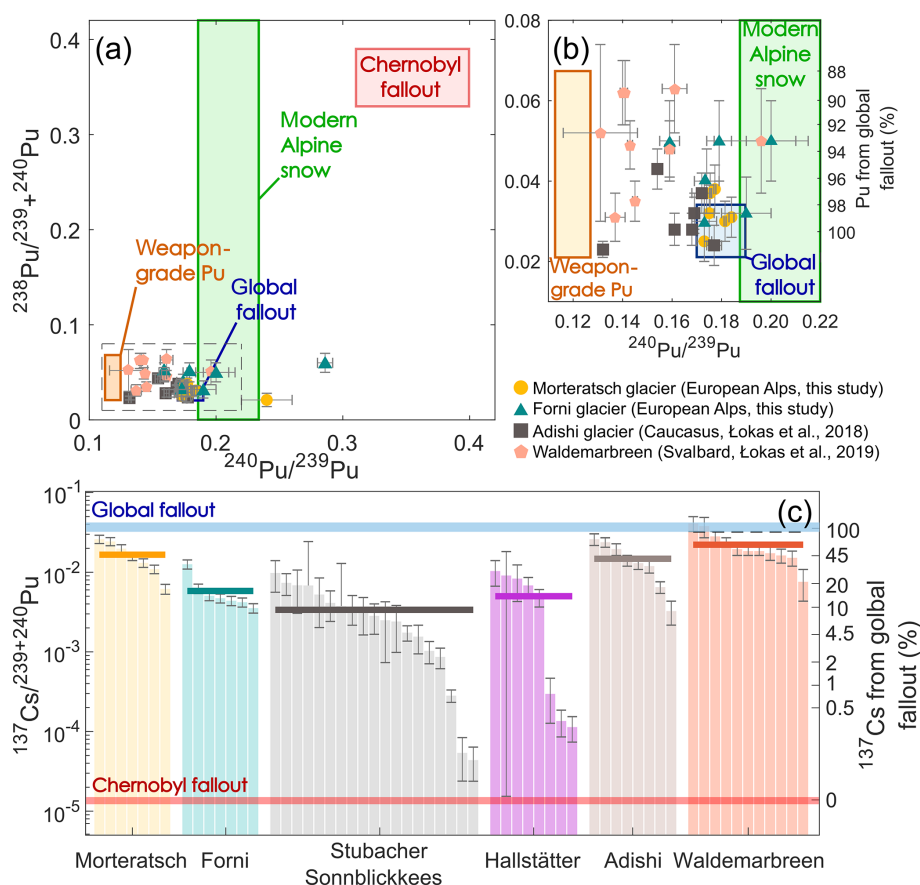 (a)
0.4
0.3
0.2
0.1
0
238Pu/239+240Pu
Chernobyl
fallout
Modern
Alpine
snow
Weapon-
grade Pu
Global
fallout
0.1
0.2
0.3
0.4
240Pu/239Pu
(b)
0.08
0.06
0.04
0.02
Modern
Alpine
snow
88
90
92
94
96
98
100
Pu from global
fallout (%)
Weapon-
grade Pu
Global
fallout
0.12
0.14
0.16
0.18
0.20
0.22
240Pu/239Pu
Morteratsch glacier (European Alps, this study)
Forni glacier (European Alps, this study)
Adishi glacier (Caucasus, Łokas et al., 2018)
Waldemarbreen (Svalbard, Łokas et al., 2019)
(c)
10-1
10-2
10-3
10-4
10-5
137Cs/239+240Pu
Global fallout
Chernobyl fallout
100
45
20
10
4.5
2
1
0.5
0
137Cs from golbal
fallout (%)
Morteratsch
Forni
Stubacher
Sonnblickkees
Hallstätter
Adishi
Waldemarbreen